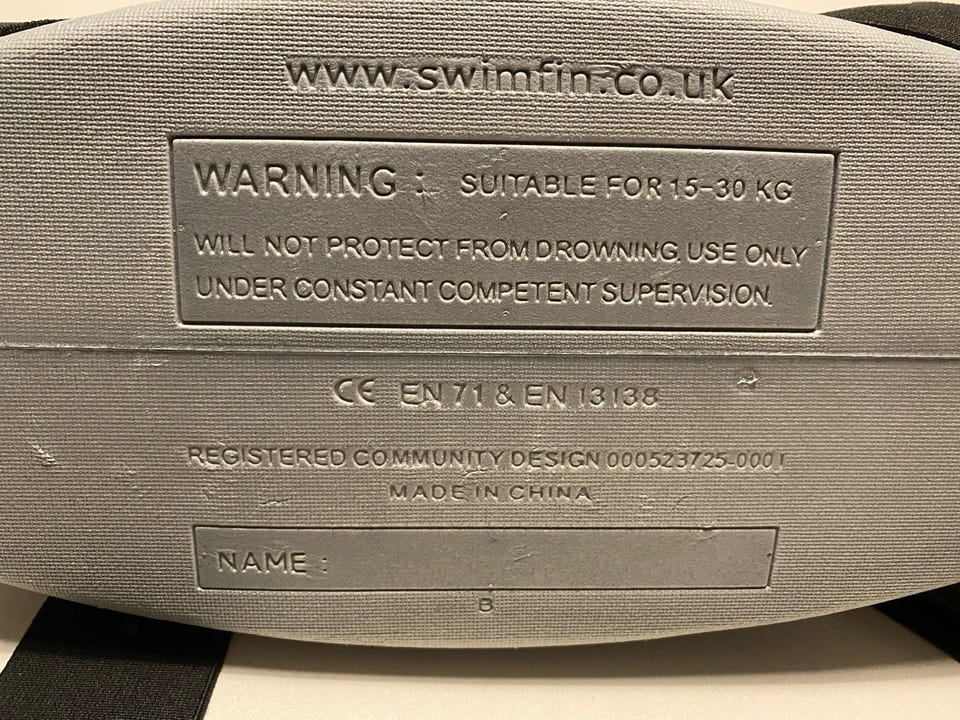 www.swimfin.co.uk
WARNING : SUITABLE FOR 15-30 KG
WILL NOT PROTECT FROM DROWNING. USE ONLY
UNDER CONSTANT COMPETENT SUPERVISION.
CE EN 71 & EN 13138
REGISTERED COMMUNITY DESIGN 000523725-0001
MADE IN CHINA
NAME :
B